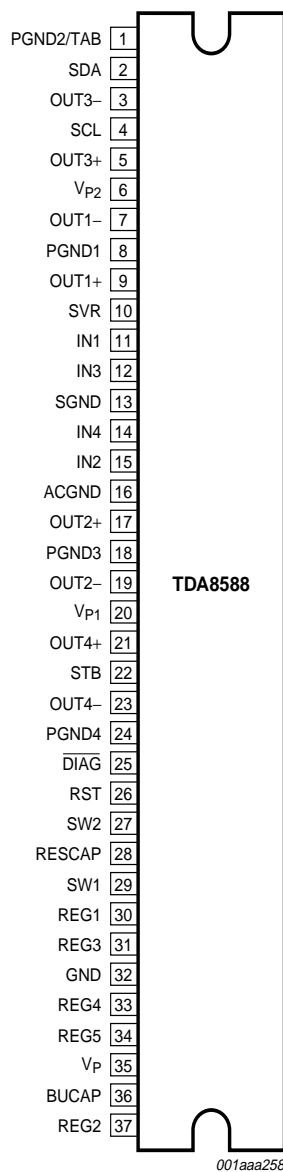 PGND2/TAB 1
SDA 2
OUT3− 3
SCL 4
OUT3+ 5
VP2 6
OUT1− 7
PGND1 8
OUT1+ 9
SVR 10
IN1 11
IN3 12
SGND 13
IN4 14
IN2 15
ACGND 16
OUT2+ 17
PGND3 18
OUT2− 19
TDA8588
VP1 20
OUT4+ 21
STB 22
OUT4− 23
PGND4 24
DIAG 25
RST 26
SW2 27
RESCAP 28
SW1 29
REG1 30
REG3 31
GND 32
REG4 33
REG5 34
VP 35
BUCAP 36
REG2 37
001aaa258